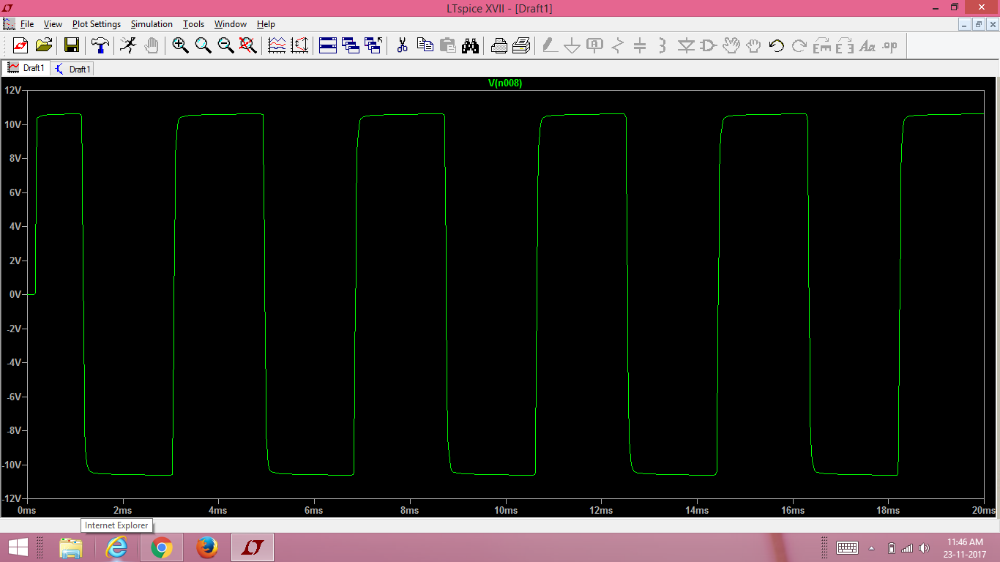 LTspice XVII - [Draft1]
File View Plot Settings Simulation Tools Window Help
Draft1 Draft1
V(n008)
12V
10V
8V
6V
4V
2V
0V
-2V
-4V
-6V
-8V
-10V
-12V
0ms 2ms 4ms 6ms 8ms 10ms 12ms 14ms 16ms 18ms 20ms
Internet Explorer
11:46 AM
23-11-2017